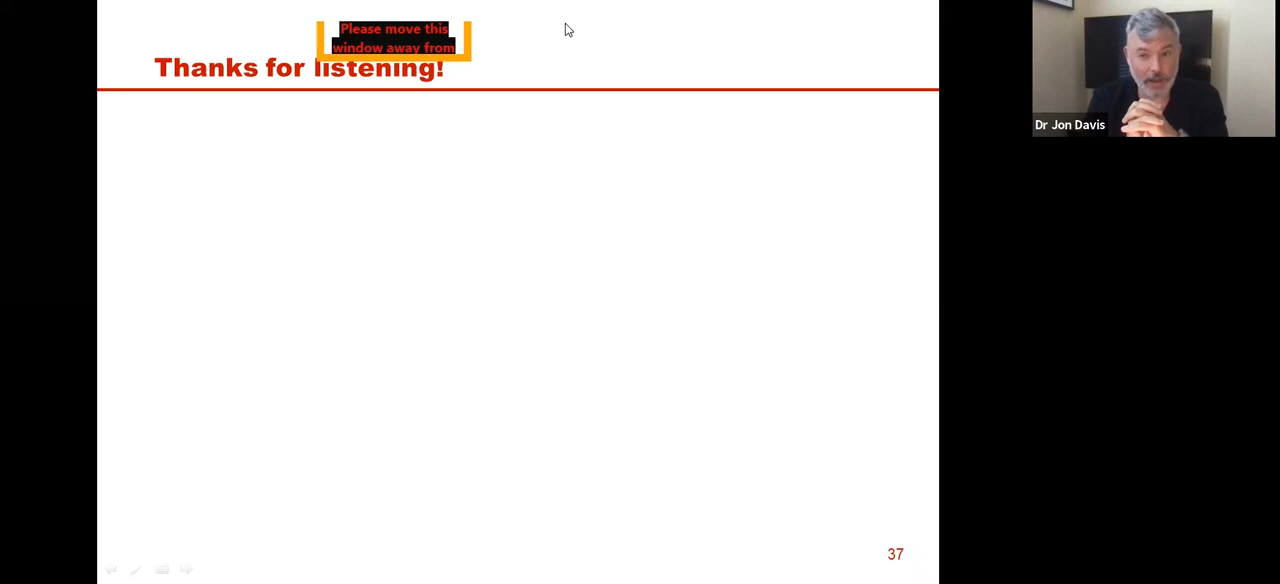 Please move this
window away from
Thanks for listening!
Dr Jon Davis
37